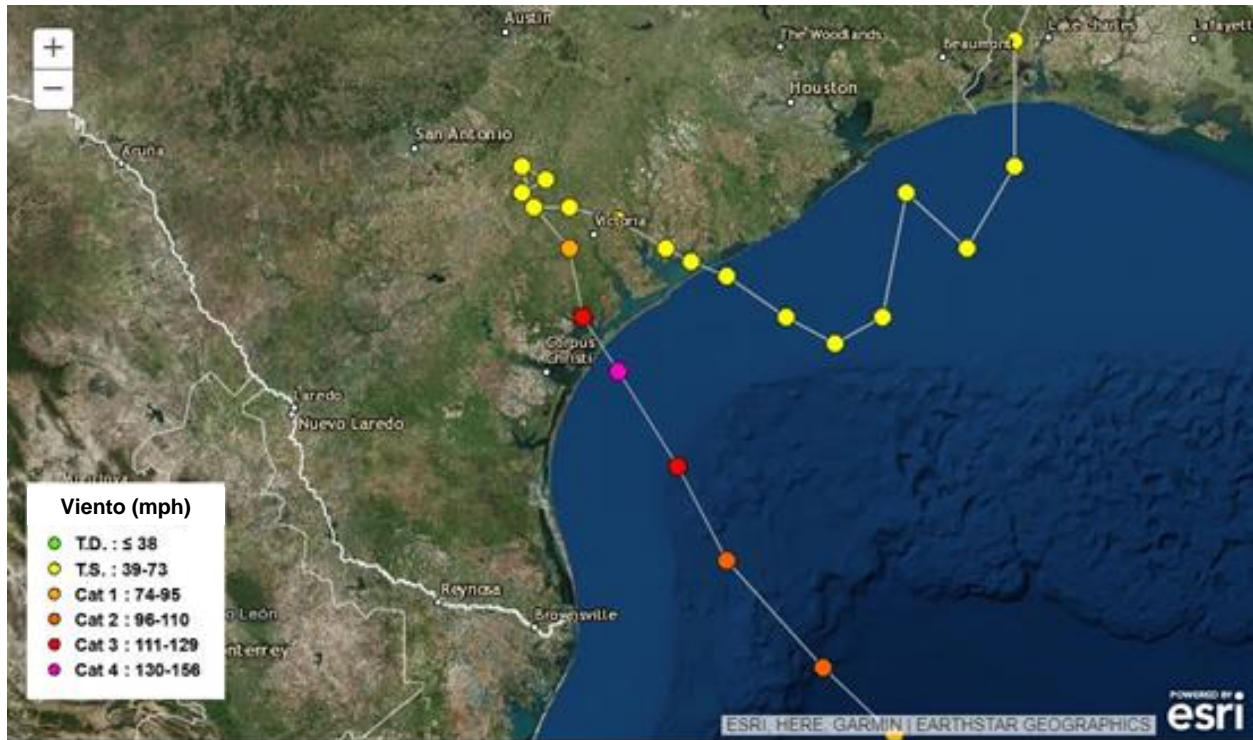 +
Austin
The Woodlands
Lake Charles
Lafayett
Beaumont
Houston
San Antonio
Acuña
Victoria
Corpus
Christi
Laredo
Nuevo Laredo
Viento (mph)
T.D. : ≤ 38
T.S. : 39-73
Cat 1 : 74-95
Cat 2 : 96-110
Cat 3 : 111-129
Cat 4 : 130-156
Reynosa
Brownsville
o León
onterrey
POWERED BY
esri
ESRI, HERE, GARMIN | EARTHSTAR GEOGRAPHICS